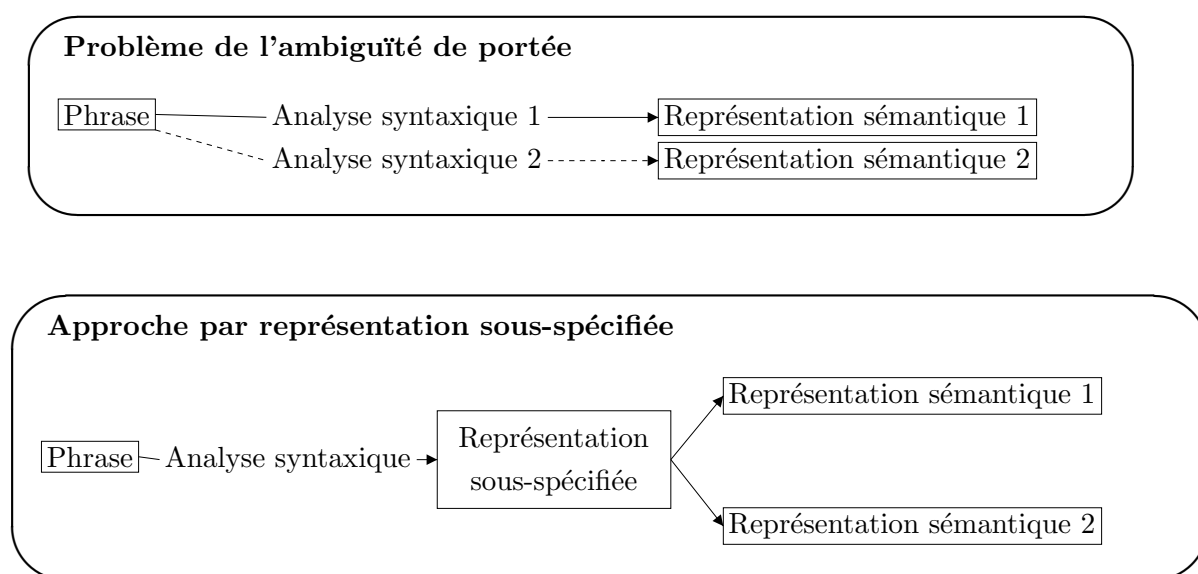 Problème de l'ambiguïté de portée
Phrase Analyse syntaxique 1 Représentation sémantique 1
Analyse syntaxique 2 Représentation sémantique 2
Approche par représentation sous-spécifiée
Représentation sémantique 1
Représentation
Phrase Analyse syntaxique
sous-spécifiée
Représentation sémantique 2